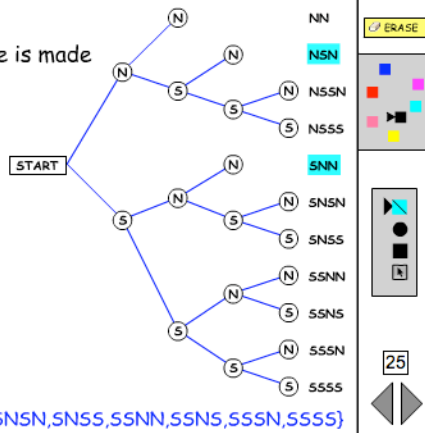 N NN
ERASE
e is made
N NSN
N
S
N NSSN
S
S NSSS
START
N SNN
N
N SNSN
S
S
S SNSS
SSNN
N
N
S SSNS
S
N SSSN
25
S
S SSSS
SNSN,SNSS,SSNN,SSNS,SSSN,SSSS}